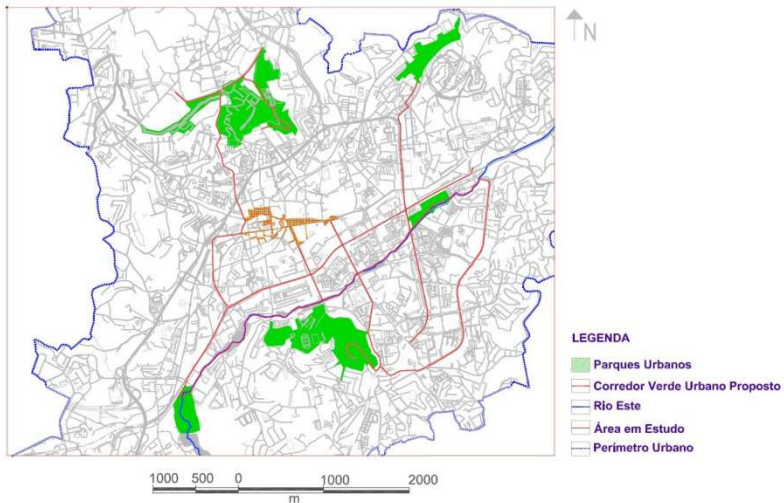 N
LEGENDA
Parques Urbanos
Corredor Verde Urbano Proposto
Rio Este
Área em Estudo
Perímetro Urbano
1000 500 0 1000 2000
m